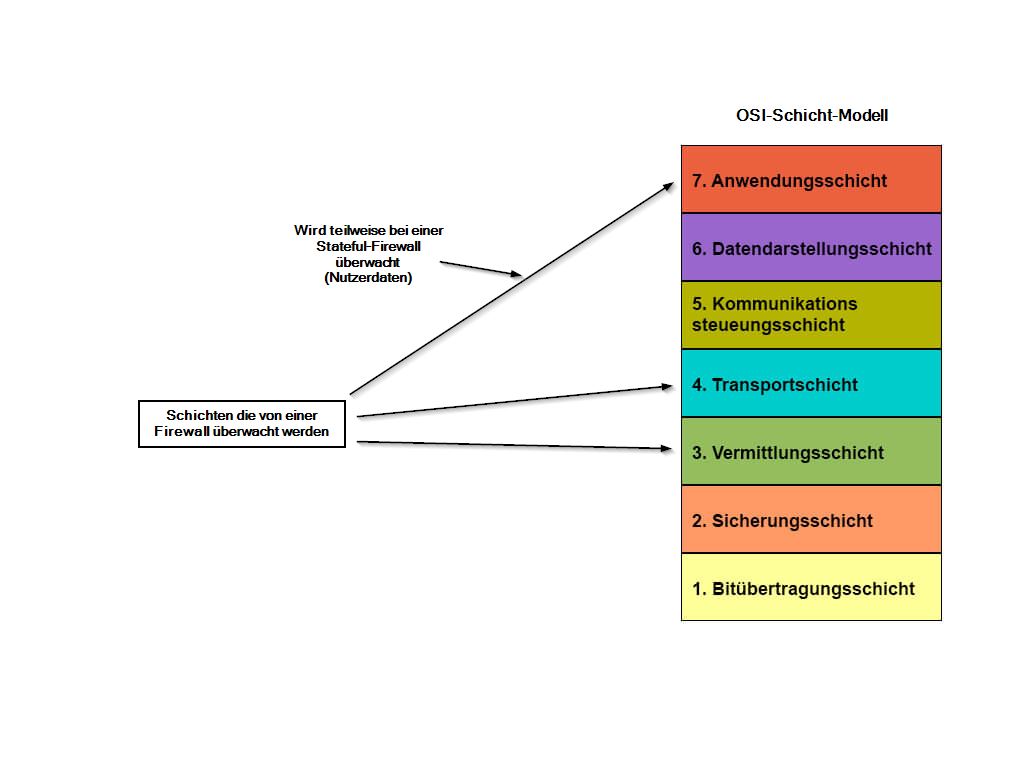 OSI-Schicht-Modell
7. Anwendungsschicht
6. Datendarstellungsschicht
5. Kommunikations
steueungsschicht
4. Transportschicht
3. Vermittlungsschicht
2. Sicherungsschicht
1. Bitübertragungsschicht
Wird teilweise bei einer
Stateful-Firewall
überwacht
(Nutzerdaten)
Schichten die von einer
Firewall überwacht werden